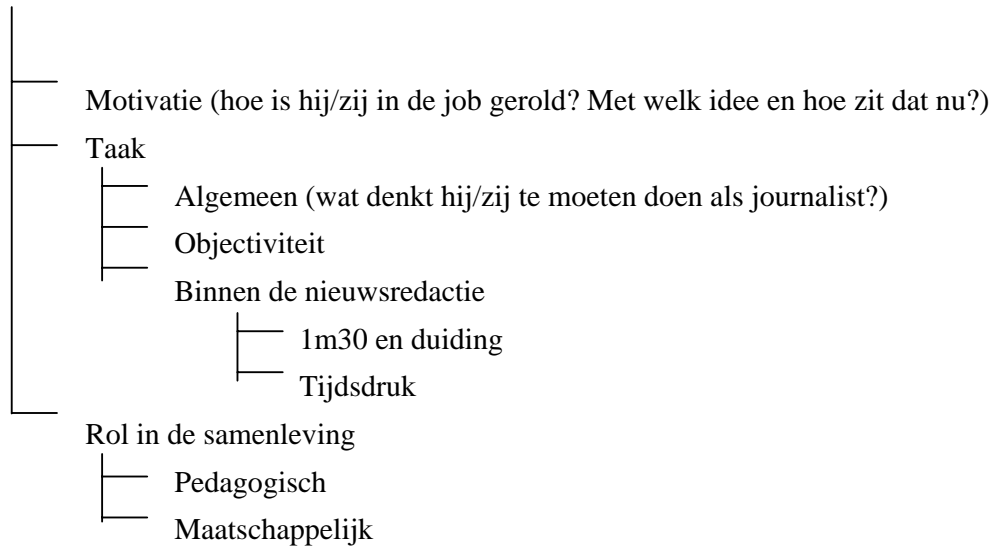 Motivatie (hoe is hij/zij in de job gerold? Met welk idee en hoe zit dat nu?)
Taak
Algemeen (wat denkt hij/zij te moeten doen als journalist?)
Objectiviteit
Binnen de nieuwsredactie
1m30 en duiding
Tijdsdruk
Rol in de samenleving
Pedagogisch
Maatschappelijk